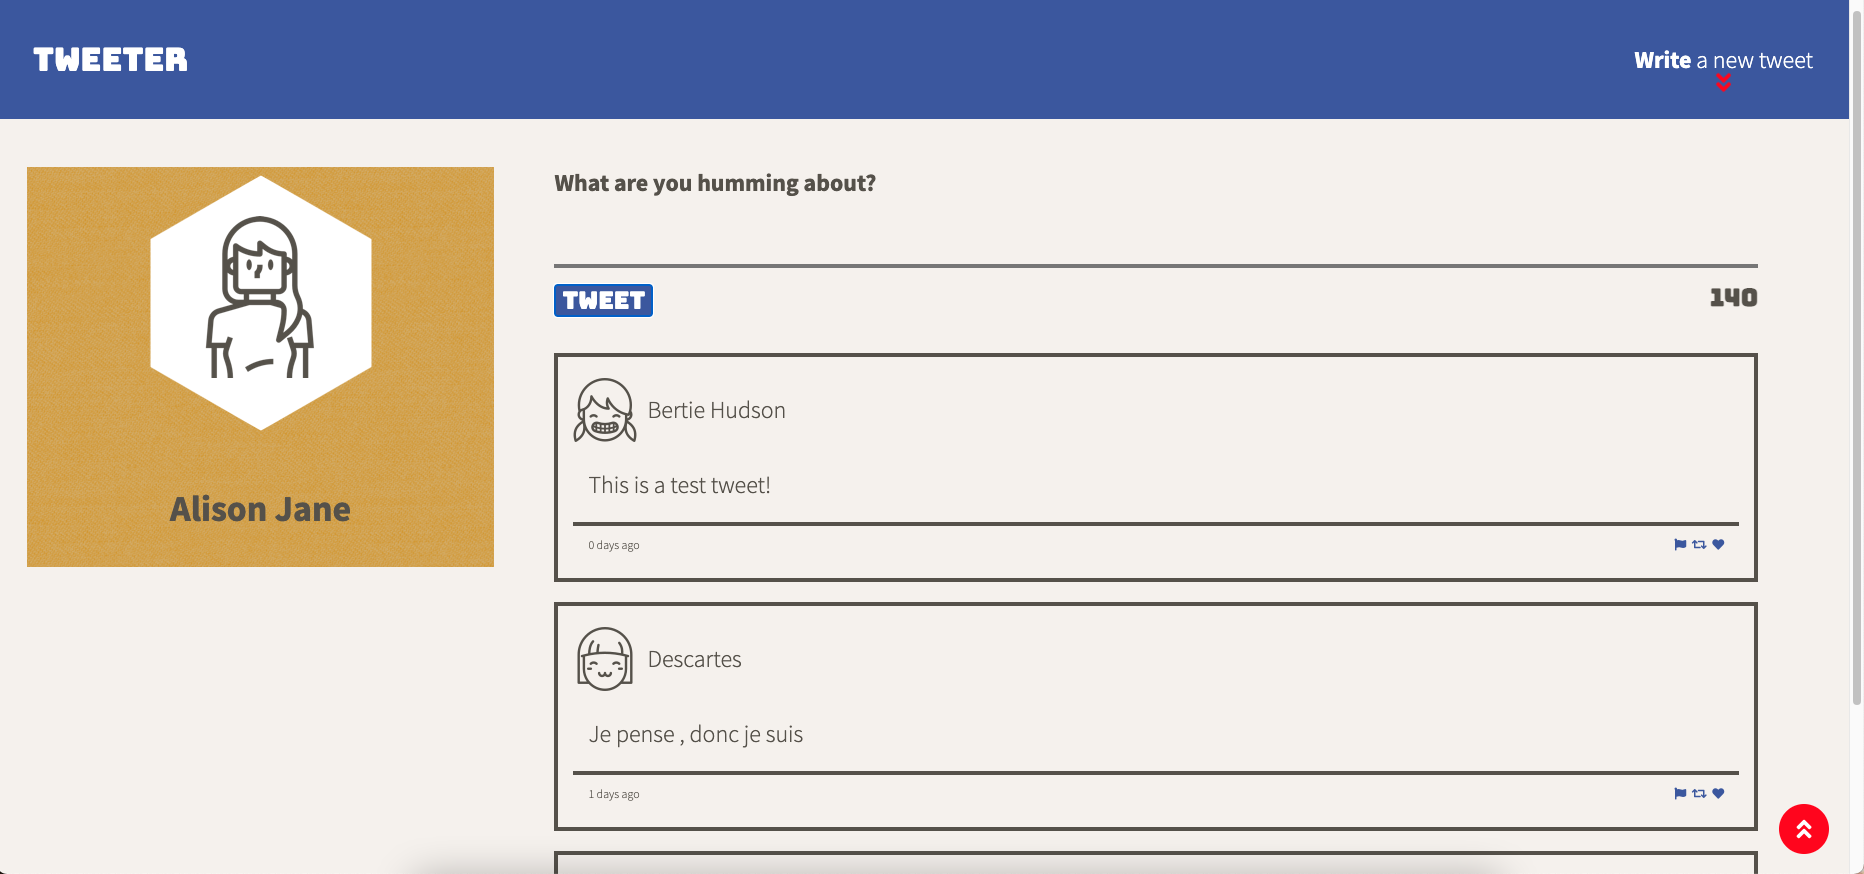 TWEETER
Write a new tweet
Alison Jane
What are you humming about?
TWEET
140
Bertie Hudson
This is a test tweet!
0 days ago
Descartes
Je pense , donc je suis
1 days ago